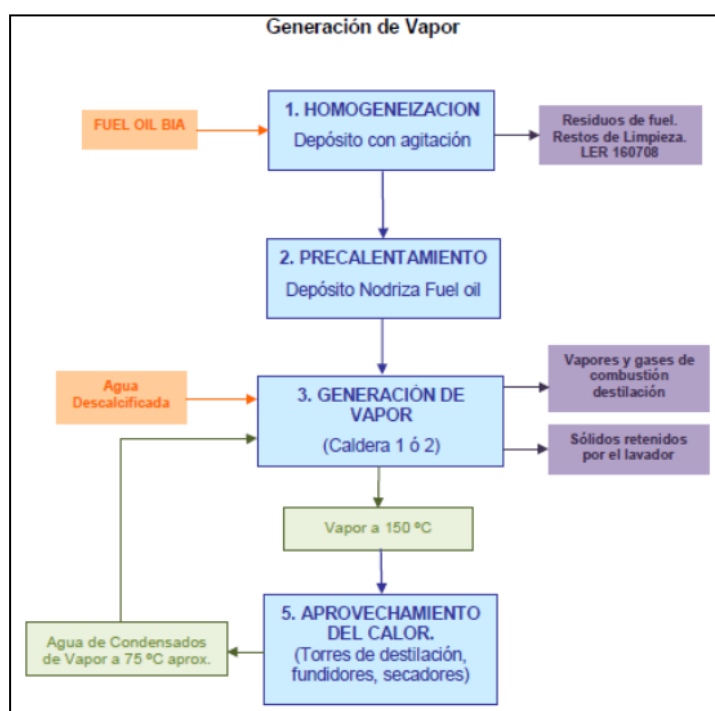 Generación de Vapor
FUEL OIL BIA
1. HOMOGENEIZACION
Depósito con agitación
Residuos de fuel.
Restos de Limpieza.
LER 160708
2. PRECALENTAMIENTO
Depósito Nodriza Fuel oil
Agua
Descalcificada
3. GENERACIÓN DE
VAPOR
(Caldera 1 ó 2)
Vapores y gases de
combustión
destilación
Sólidos retenidos
por el lavador
Vapor a 150 ºC
5. APROVECHAMIENTO
DEL CALOR.
(Torres de destilación,
fundidores, secadores)
Agua de Condensados
de Vapor a 75 ºC aprox.